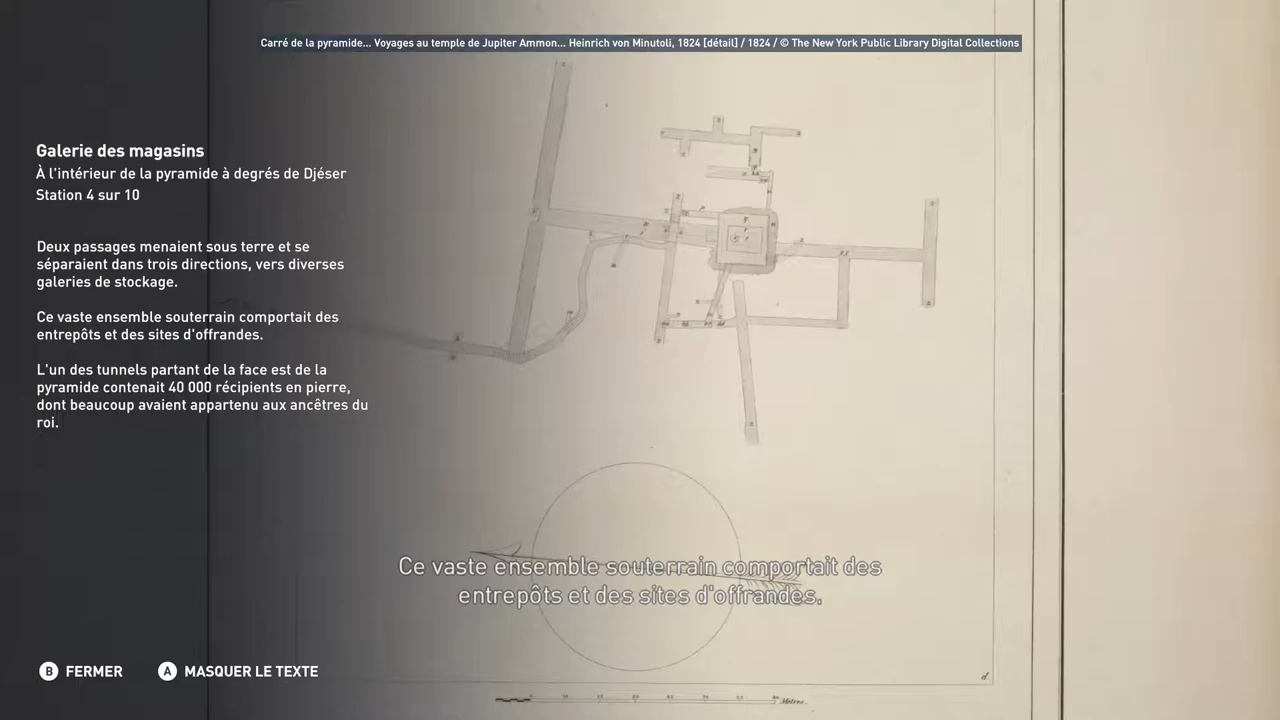 Carré de la pyramide... Voyages au temple de Jupiter Ammon... Heinrich von Minutoli, 1824 [détail] / 1824 / © The New York Public Library Digital Collections
Galerie des magasins
À l'intérieur de la pyramide à degrés de Djéser
Station 4 sur 10
Deux passages menaient sous terre et se
séparaient dans trois directions, vers diverses
galeries de stockage.
Ce vaste ensemble souterrain comportait des
entrepôts et des sites d'offrandes.
L'un des tunnels partant de la face est de la
pyramide contenait 40 000 récipients en pierre,
dont beaucoup avaient appartenu aux ancêtres du
roi.
Ce vaste ensemble souterrain comportait des
entrepôts et des sites d'offrandes.
B FERMER
A MASQUER LE TEXTE
Mètres.